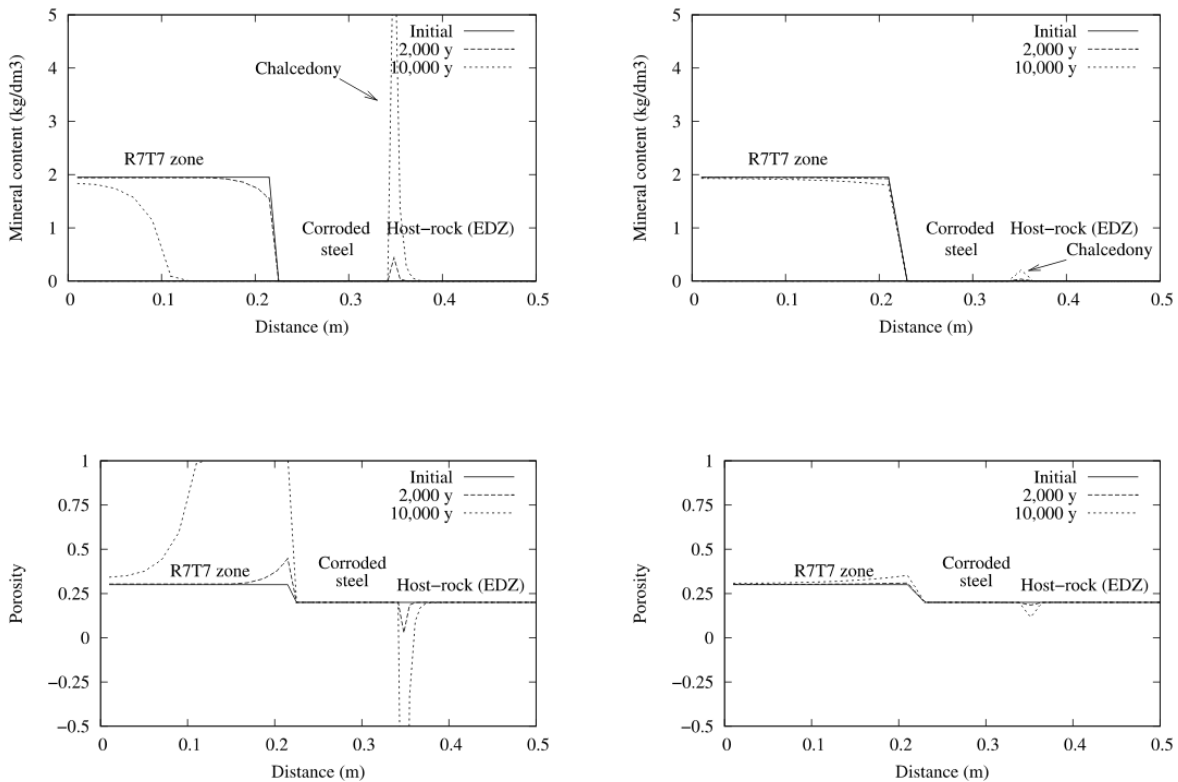 5
4
3
2
1
0
Mineral content (kg/dm3)
Initial
2,000 y
10,000 y
Chalcedony
R7T7 zone
Corroded
steel
Host-rock (EDZ)
0
0.1
0.2
0.3
0.4
0.5
Distance (m)
5
4
3
2
1
0
Mineral content (kg/dm3)
Initial
2,000 y
10,000 y
R7T7 zone
Corroded
steel
Host-rock (EDZ)
Chalcedony
0
0.1
0.2
0.3
0.4
0.5
Distance (m)
1
0.75
0.5
0.25
0
-0.25
-0.5
Porosity
Initial
2,000 y
10,000 y
R7T7 zone
Corroded
steel
Host-rock (EDZ)
0
0.1
0.2
0.3
0.4
0.5
Distance (m)
1
0.75
0.5
0.25
0
-0.25
-0.5
Porosity
Initial
2,000 y
10,000 y
R7T7 zone
Corroded
steel
Host-rock (EDZ)
0
0.1
0.2
0.3
0.4
0.5
Distance (m)